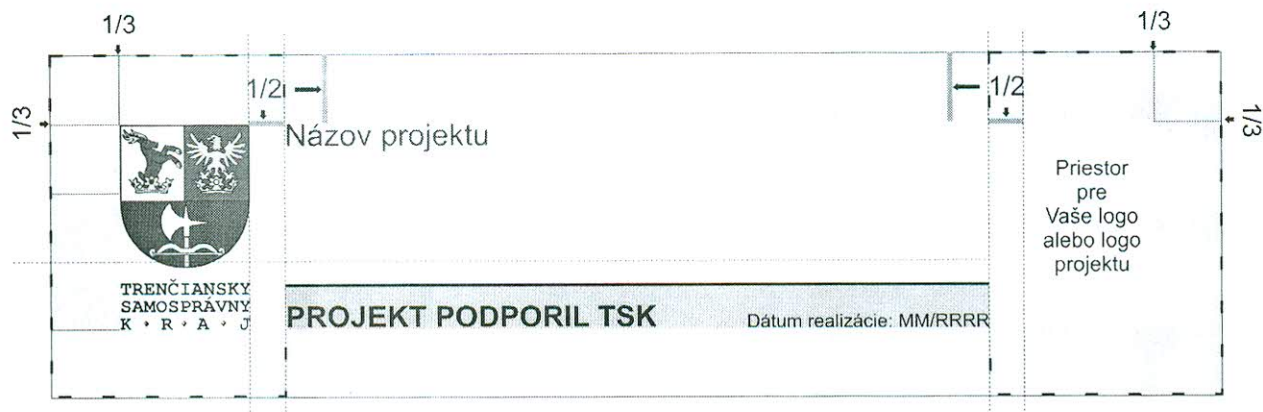 1/3
1/3
1/2
1/2
1/3
1/3
Názov projektu
Priestor
pre
Vaše logo
alebo logo
projektu
TRENČIANSKY
SAMOSPRÁVNY
K • R • A • J
PROJEKT PODPORIL TSK
Dátum realizácie: MM/RRRR